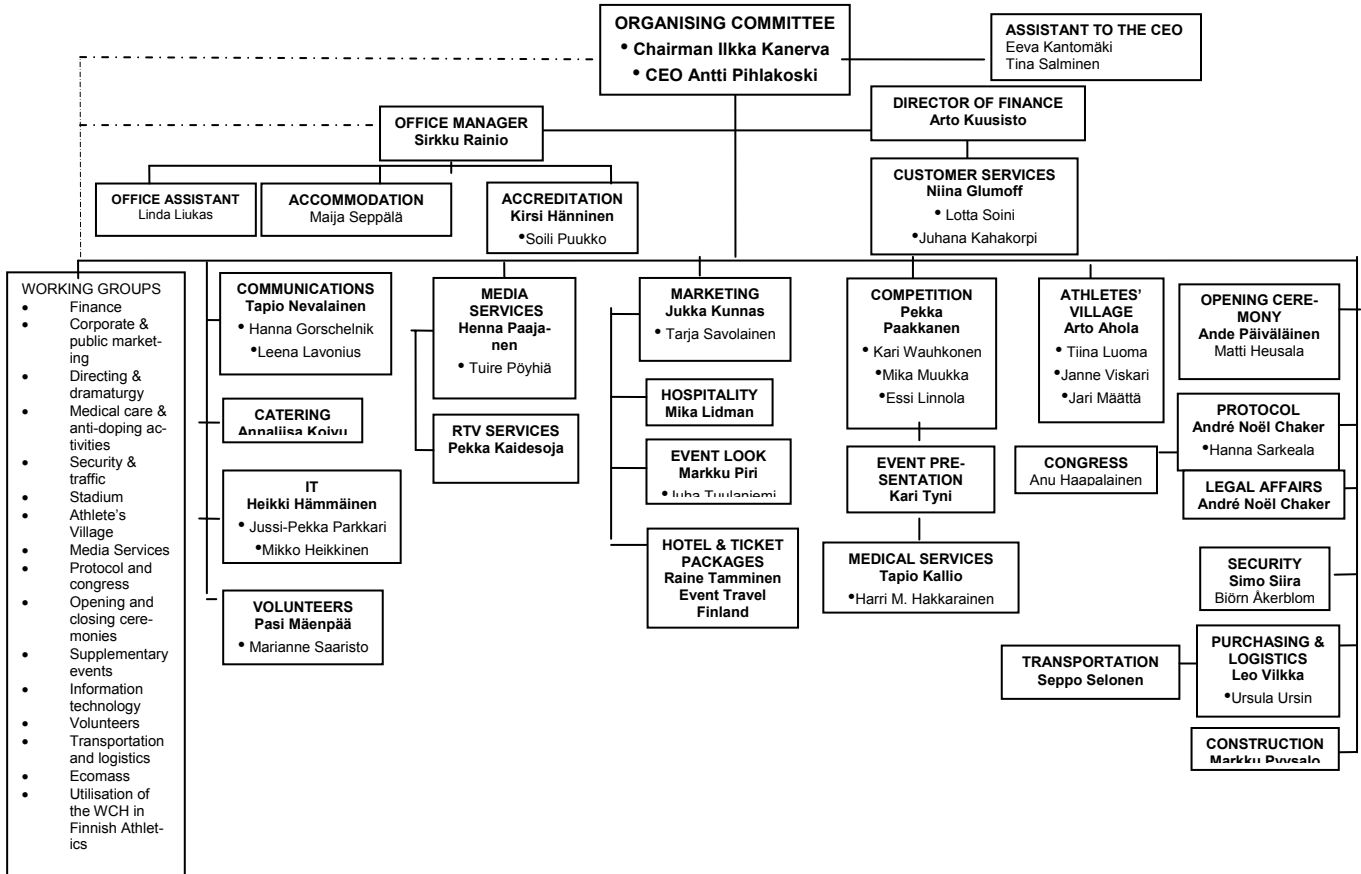 ORGANISING COMMITTEE
• Chairman Ilkka Kanerva
• CEO Antti Pihlakoski
ASSISTANT TO THE CEO
Eeva Kantomäki
Tina Salminen
DIRECTOR OF FINANCE
Arto Kuusisto
OFFICE MANAGER
Sirkku Rainio
CUSTOMER SERVICES
Niina Glumoff
• Lotta Soini
•Juhana Kahakorpi
OFFICE ASSISTANT
Linda Liukas
ACCOMMODATION
Maija Seppälä
ACCREDITATION
Kirsi Hänninen
•Soili Puukko
WORKING GROUPS
• Finance
• Corporate &
public market-
ing
• Directing &
dramaturgy
• Medical care &
anti-doping ac-
tivities
• Security &
traffic
• Stadium
• Athlete's
Village
• Media Services
• Protocol and
congress
• Opening and
closing cere-
monies
• Supplementary
events
• Information
technology
• Volunteers
• Transportation
and logistics
• Ecomass
• Utilisation of
the WCH in
Finnish Athlet-
ics
COMMUNICATIONS
Tapio Nevalainen
• Hanna Gorschelnik
•Leena Lavonius
CATERING
Annaliisa Koivu
IT
Heikki Hämmäinen
• Jussi-Pekka Parkkari
•Mikko Heikkinen
VOLUNTEERS
Pasi Mäenpää
• Marianne Saaristo
MEDIA
SERVICES
Henna Paaja-
nen
• Tuire Pöyhiä
RTV SERVICES
Pekka Kaidesoja
MARKETING
Jukka Kunnas
• Tarja Savolainen
HOSPITALITY
Mika Lidman
EVENT LOOK
Markku Piri
• Juha Tuulaniemi
HOTEL & TICKET
PACKAGES
Raine Tamminen
Event Travel
Finland
COMPETITION
Pekka
Paakkanen
• Kari Wauhkonen
•Mika Muukka
•Essi Linnola
EVENT PRE-
SENTATION
Kari Tyni
MEDICAL SERVICES
Tapio Kallio
•Harri M. Hakkarainen
ATHLETES’
VILLAGE
Arto Ahola
• Tiina Luoma
•Janne Viskari
•Jari Määttä
CONGRESS
Anu Haapalainen
OPENING CERE-
MONY
Ande Päiväläinen
Matti Heusala
PROTOCOL
André Noël Chaker
•Hanna Sarkeala
LEGAL AFFAIRS
André Noël Chaker
SECURITY
Simo Siira
Biörn Åkerblom
TRANSPORTATION
Seppo Selonen
PURCHASING &
LOGISTICS
Leo Vilkka
•Ursula Ursin
CONSTRUCTION
Markku Pyysalo